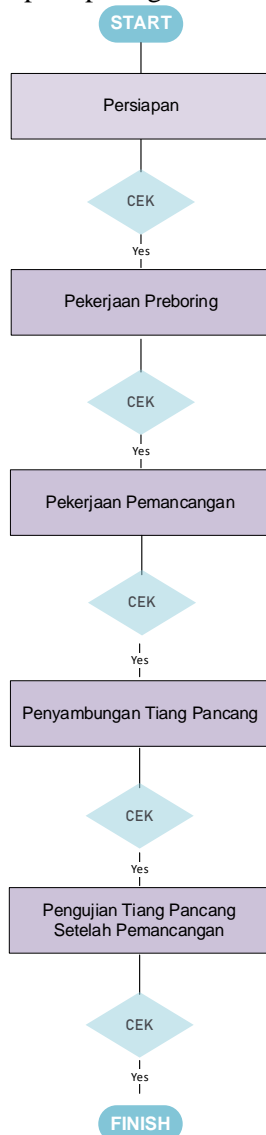 START
Persiapan
CEK
Yes
Pekerjaan Preboring
CEK
Yes
Pekerjaan Pemancangan
CEK
Yes
Penyambungan Tiang Pancang
CEK
Yes
Pengujian Tiang Pancang
Setelah Pemancangan
CEK
Yes
FINISH